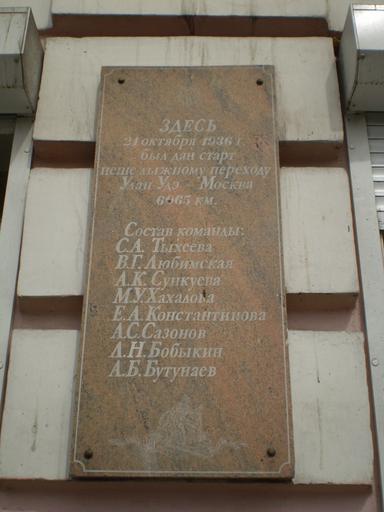 ЗДЕСЬ
21 октября 1936 г.
был дан старт
пеше лыжному переходу
Улан Удэ - Москва
6065 км.
Состав команды:
С.А. Тыхеева
В.Г. Любимская
А.К. Сункуева
М.У. Хахалова
Е.А. Константинова
А.С. Сазонов
А.Н. Бобыкин
А.Б. Бутунаев